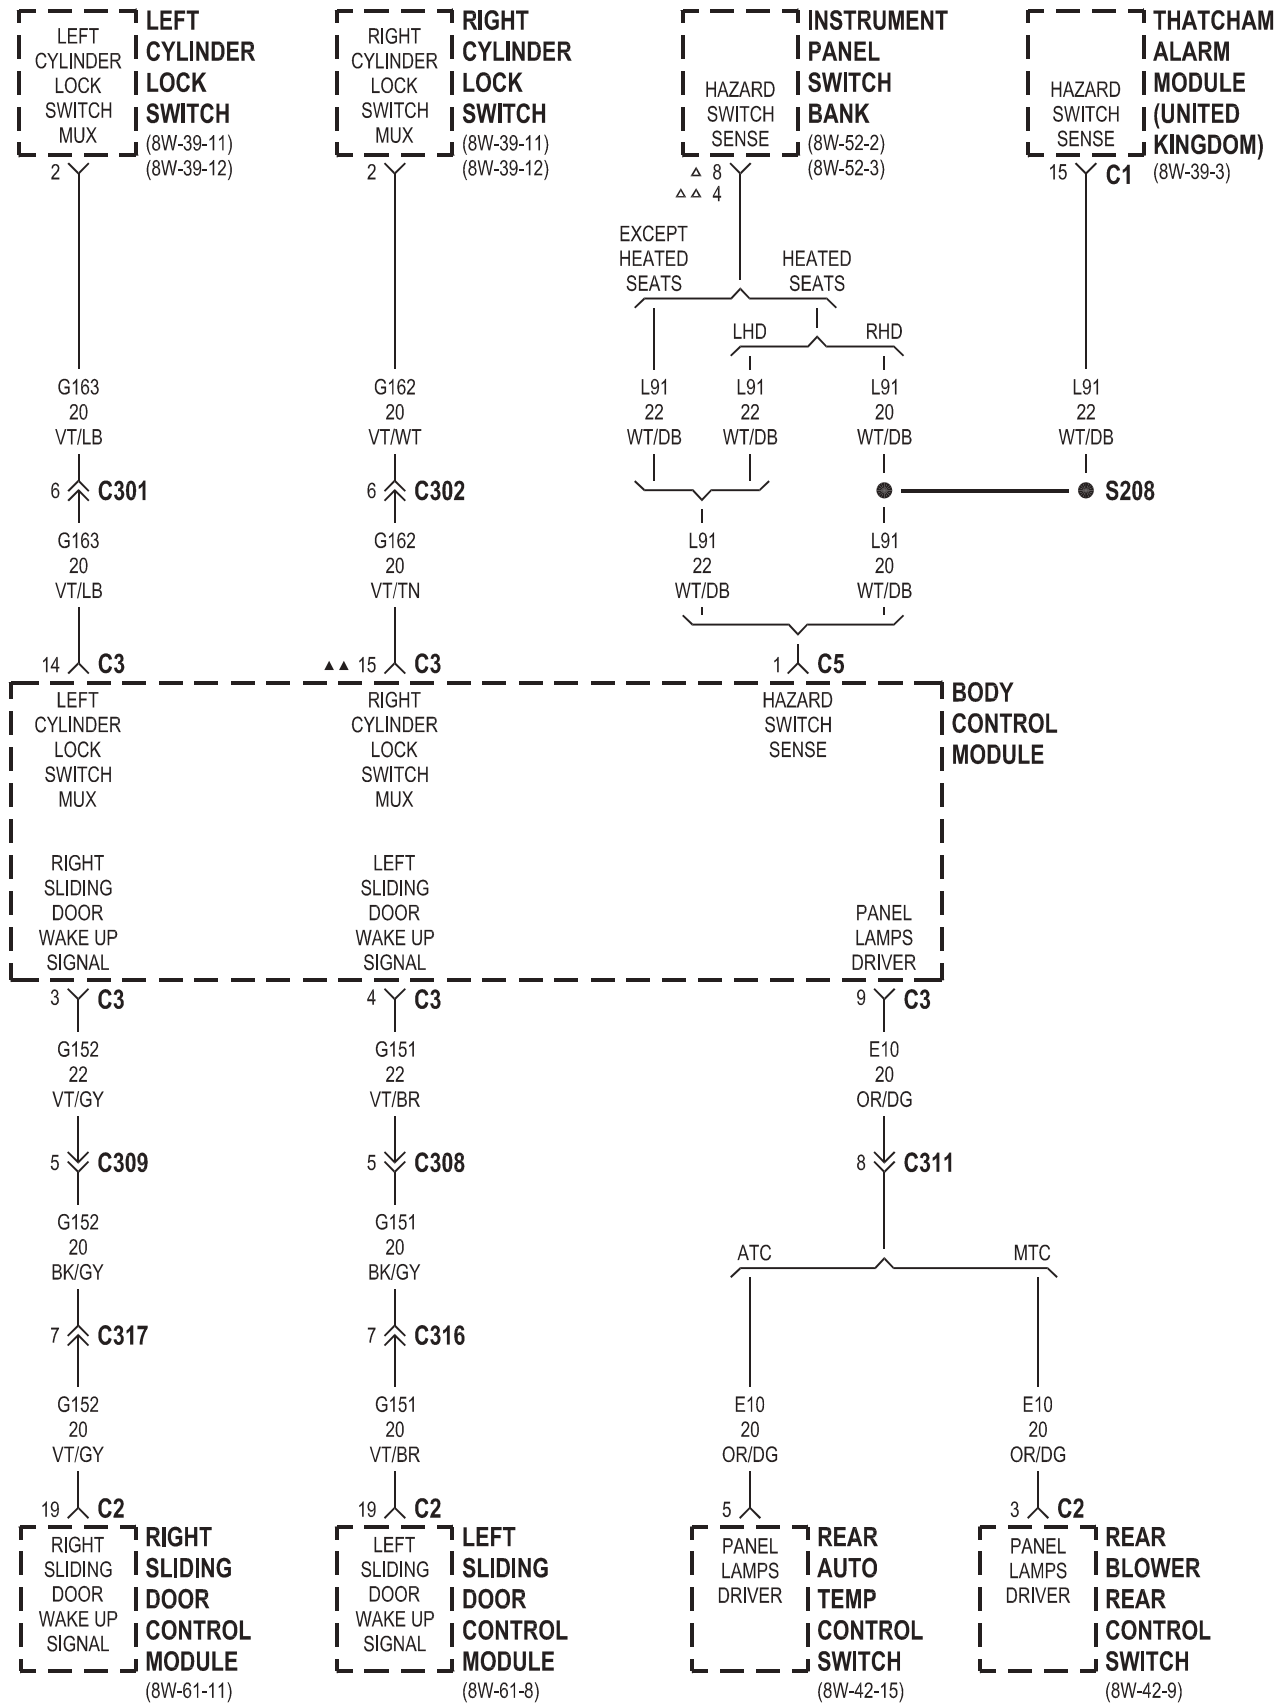 LEFT
CYLINDER
LOCK
SWITCH
MUX
LEFT
CYLINDER
LOCK
SWITCH
(8W-39-11)
(8W-39-12)
RIGHT
CYLINDER
LOCK
SWITCH
MUX
RIGHT
CYLINDER
LOCK
SWITCH
(8W-39-11)
(8W-39-12)
HAZARD
SWITCH
SENSE
INSTRUMENT
PANEL
SWITCH
BANK
(8W-52-2)
(8W-52-3)
HAZARD
SWITCH
SENSE
THATCHAM
ALARM
MODULE
(UNITED
KINGDOM)
(8W-39-3)
2
2
△ 8
△ △ 4
15 C1
EXCEPT
HEATED
SEATS
HEATED
SEATS
LHD
RHD
G163
20
VT/LB
G162
20
VT/WT
L91
22
WT/DB
L91
22
WT/DB
L91
20
WT/DB
L91
22
WT/DB
6 C301
6 C302
S208
G163
20
VT/LB
G162
20
VT/TN
L91
22
WT/DB
L91
20
WT/DB
14 C3
▲ ▲ 15 C3
1 C5
LEFT
CYLINDER
LOCK
SWITCH
MUX
RIGHT
CYLINDER
LOCK
SWITCH
MUX
HAZARD
SWITCH
SENSE
BODY
CONTROL
MODULE
RIGHT
SLIDING
DOOR
WAKE UP
SIGNAL
LEFT
SLIDING
DOOR
WAKE UP
SIGNAL
PANEL
LAMPS
DRIVER
3 C3
4 C3
9 C3
G152
22
VT/GY
G151
22
VT/BR
E10
20
OR/DG
5 C309
5 C308
8 C311
G152
20
BK/GY
G151
20
BK/GY
ATC
MTC
7 C317
7 C316
G152
20
VT/GY
G151
20
VT/BR
E10
20
OR/DG
E10
20
OR/DG
19 C2
19 C2
5
3 C2
RIGHT
SLIDING
DOOR
WAKE UP
SIGNAL
RIGHT
SLIDING
DOOR
CONTROL
MODULE
(8W-61-11)
LEFT
SLIDING
DOOR
WAKE UP
SIGNAL
LEFT
SLIDING
DOOR
CONTROL
MODULE
(8W-61-8)
PANEL
LAMPS
DRIVER
REAR
AUTO
TEMP
CONTROL
SWITCH
(8W-42-15)
PANEL
LAMPS
DRIVER
REAR
BLOWER
REAR
CONTROL
SWITCH
(8W-42-9)